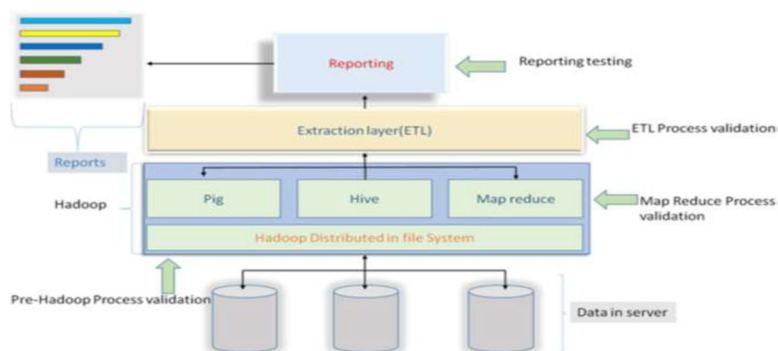 Reporting
Reporting testing
Extraction layer(ETL)
ETL Process validation
Reports
Hadoop
Pig
Hive
Map reduce
Map Reduce Process
validation
Hadoop Distributed in file System
Pre-Hadoop Process validation
Data in server